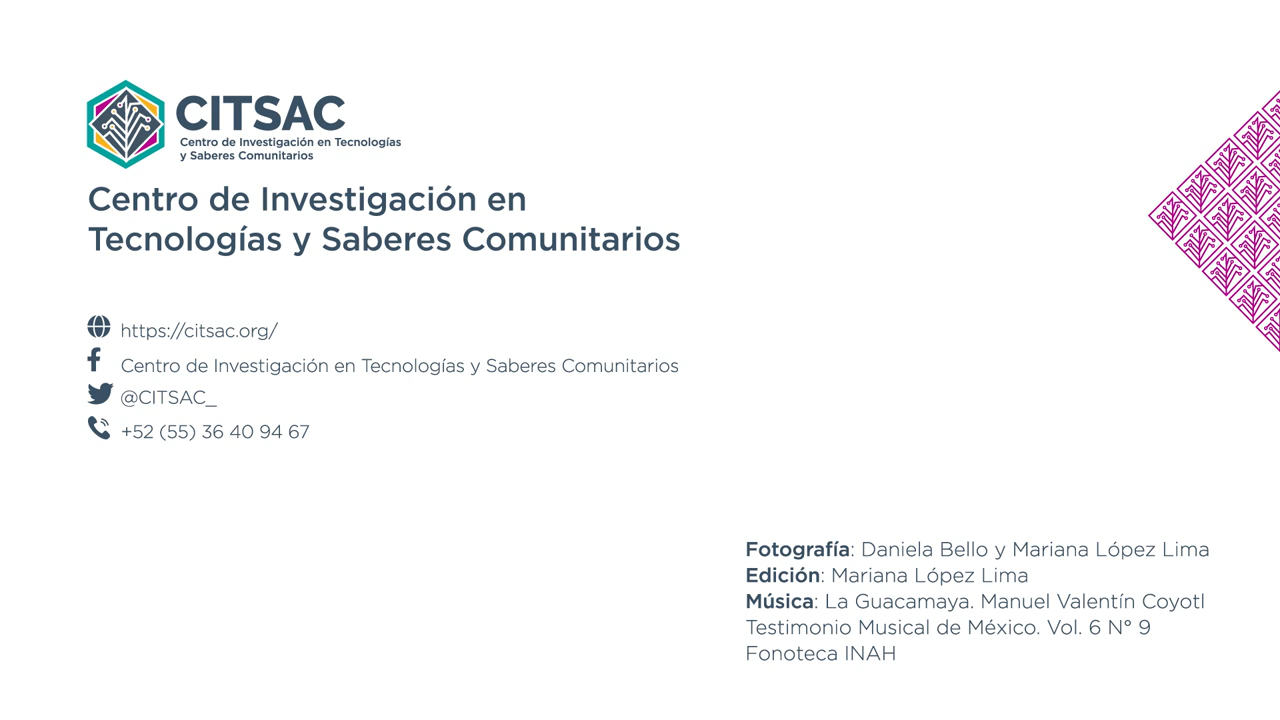 CITSAC
Centro de Investigación en Tecnologías
y Saberes Comunitarios
Centro de Investigación en
Tecnologías y Saberes Comunitarios
https://citsac.org/
Centro de Investigación en Tecnologías y Saberes Comunitarios
@CITSAC_
+52 (55) 36 40 94 67
Fotografía: Daniela Bello y Mariana López Lima
Edición: Mariana López Lima
Música: La Guacamaya. Manuel Valentín Coyotl
Testimonio Musical de México. Vol. 6 N° 9
Fonoteca INAH